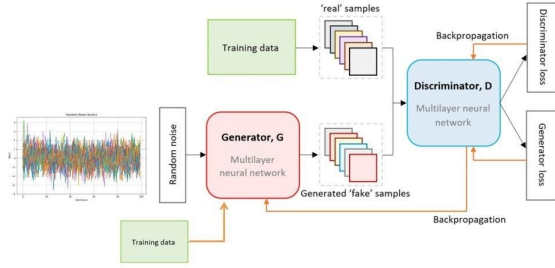 'real' samples
Training data
Backpropagation
Discriminator loss
Discriminator, D
Multilayer neural
network
Random noise
Generator, G
Multilayer
neural network
Generator loss
Generated 'fake' samples
Backpropagation
Training data